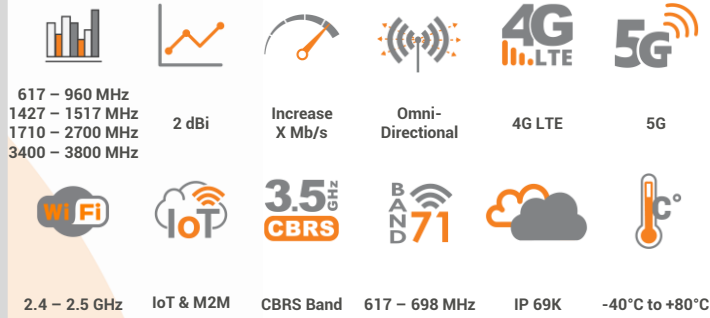 4G
LTE
5G
617 – 960 MHz
1427 – 1517 MHz
1710 – 2700 MHz
3400 – 3800 MHz
2 dBi
Increase
X Mb/s
Omni-
Directional
4G LTE
5G
Wi Fi
IoT
3.5 GHz
CBRS
BAND
71
C°
2.4 – 2.5 GHz
IoT & M2M
CBRS Band
617 – 698 MHz
IP 69K
-40°C to +80°C